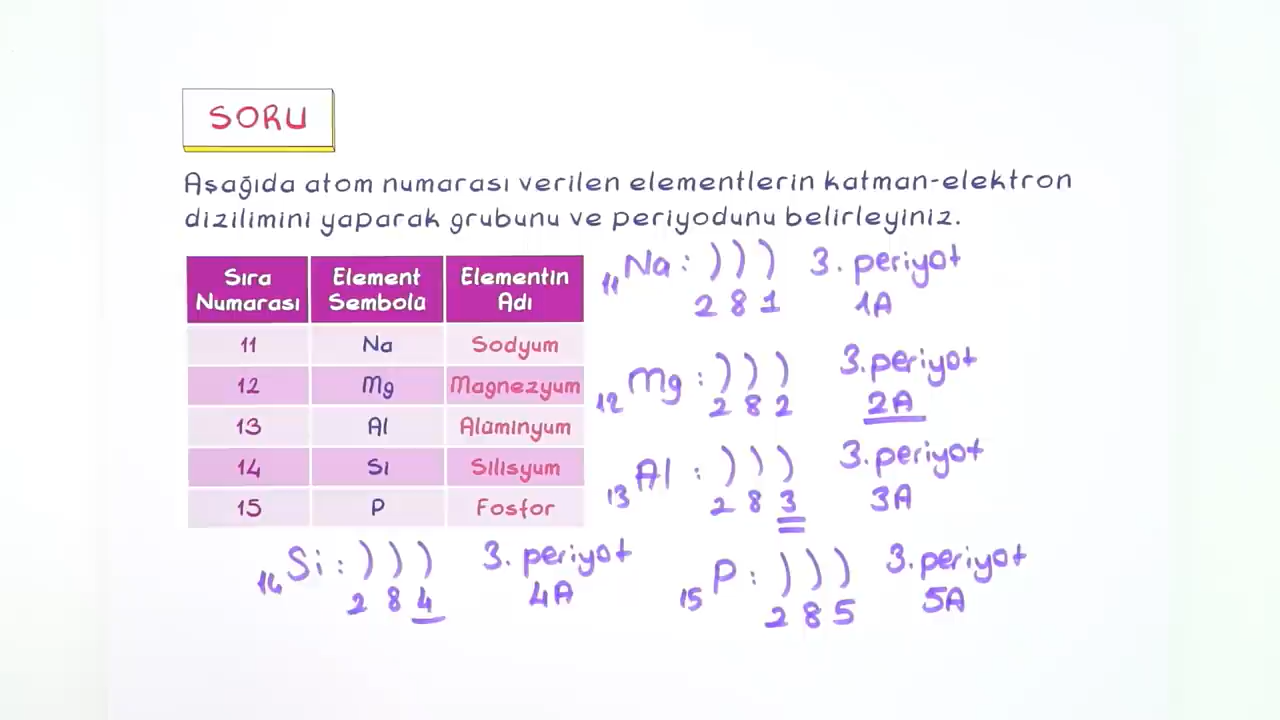 SORU
Aşağıda atom numarası verilen elementlerin katman-elektron
dizilimini yaparak grubunu ve periyodunu belirleyiniz.
Sıra Numarası Element Sembolü Elementin Adı
11 Na Sodyum
12 Mg Magnezyum
13 Al Alüminyum
14 Si Silisyum
15 P Fosfor
11Na : ) ) ) 3. periyot
2 8 1 1A
12Mg : ) ) ) 3. periyot
2 8 2 2A
13Al : ) ) ) 3. periyot
2 8 3 3A
14Si : ) ) ) 3. periyot
2 8 4 4A
15P : ) ) ) 3. periyot
2 8 5 5A